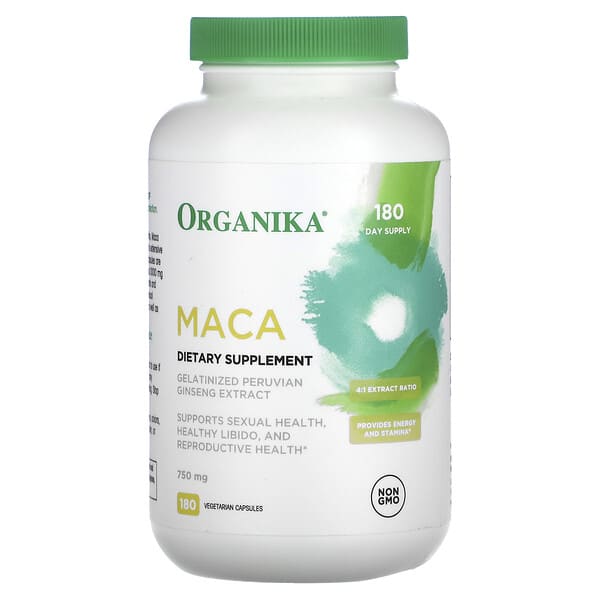 ORGANIKA®
180
DAY SUPPLY
MACA
DIETARY SUPPLEMENT
GELATINIZED PERUVIAN
GINSENG EXTRACT
4:1 EXTRACT RATIO
SUPPORTS SEXUAL HEALTH,
HEALTHY LIBIDO, AND
REPRODUCTIVE HEALTH*
PROVIDES ENERGY
AND STAMINA*
750 mg
180 VEGETARIAN CAPSULES
NON
GMO